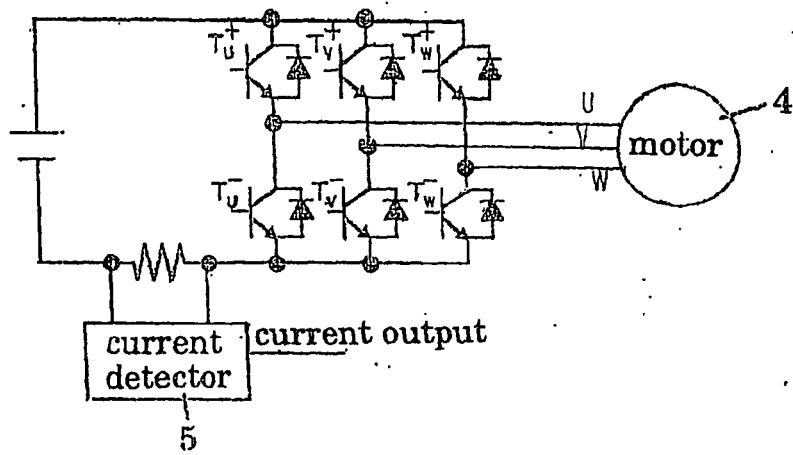 T_U^+ T_V^+ T_W^+
U
V
W
motor
4
T_U^- T_V^- T_W^-
current output
current
detector
5